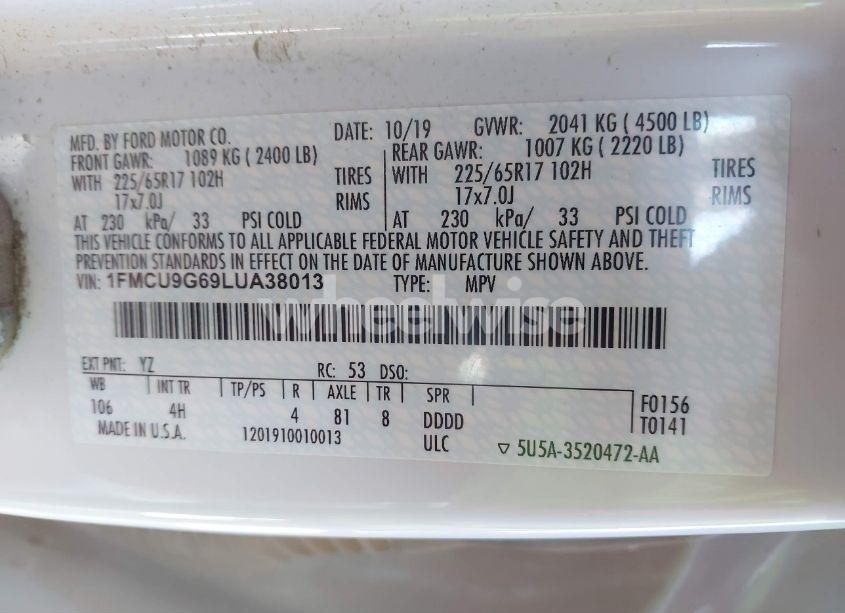 MFD. BY FORD MOTOR CO. DATE: 10/19 GVWR: 2041 KG ( 4500 LB)
FRONT GAWR: 1089 KG ( 2400 LB) REAR GAWR: 1007 KG ( 2220 LB)
WITH 225/65R17 102H TIRES WITH 225/65R17 102H TIRES
17x7.0J RIMS 17x7.0J RIMS
AT 230 kPa/ 33 PSI COLD AT 230 kPa/ 33 PSI COLD
THIS VEHICLE CONFORMS TO ALL APPLICABLE FEDERAL MOTOR VEHICLE SAFETY AND THEFT
PREVENTION STANDARDS IN EFFECT ON THE DATE OF MANUFACTURE SHOWN ABOVE.
VIN: 1FMCU9G69LUA38013 TYPE: MPV
wheelwise
EXT PNT: YZ RC: 53 DSO:
WB INT TR TP/PS R AXLE TR SPR
106 4H 4 81 8 DDDD F0156
T0141
MADE IN U.S.A. 1201910010013 ULC 5U5A-3520472-AA